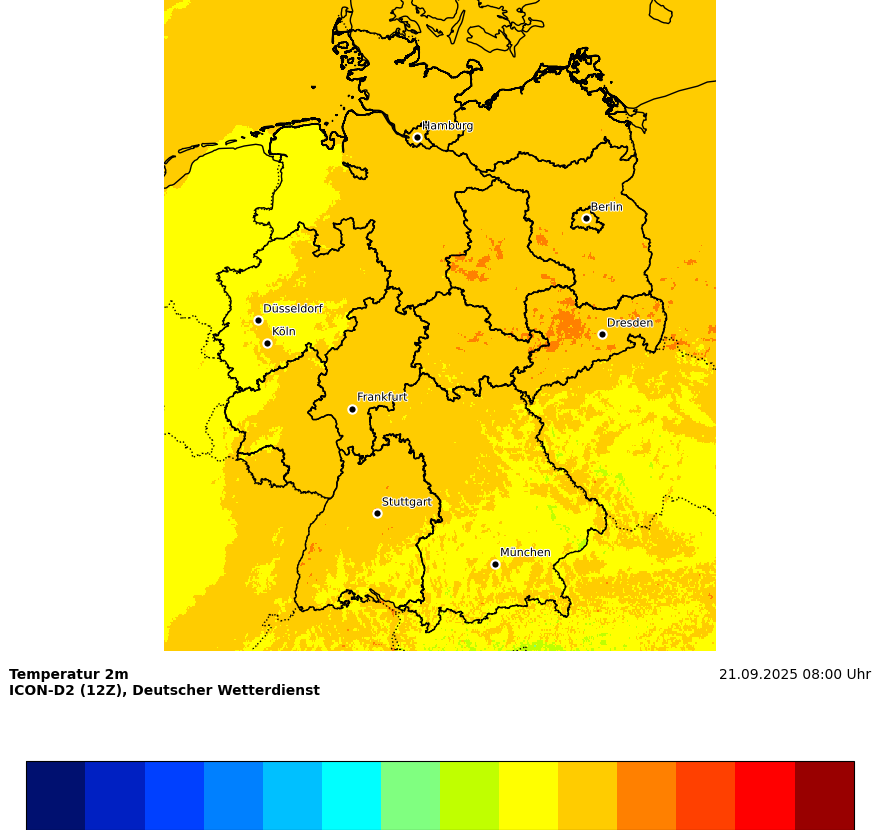 Hamburg
Berlin
Düsseldorf
Köln
Dresden
Frankfurt
Stuttgart
München
Temperatur 2m
21.09.2025 08:00 Uhr
ICON-D2 (12Z), Deutscher Wetterdienst